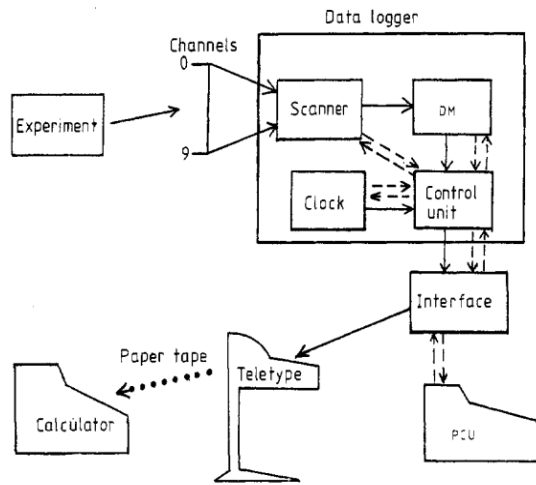 Data logger
Channels
0
Scanner
DM
Experiment
9
Clock
Control
unit
Interface
Paper tape
Teletype
Calculator
PCU